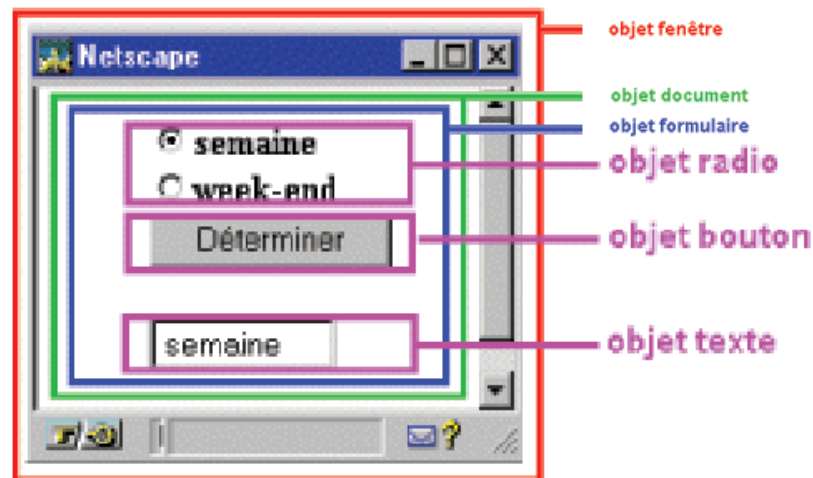 objet fenêtre
Netscape
objet document
objet formulaire
semaine
objet radio
week-end
Déterminer
objet bouton
semaine
objet texte